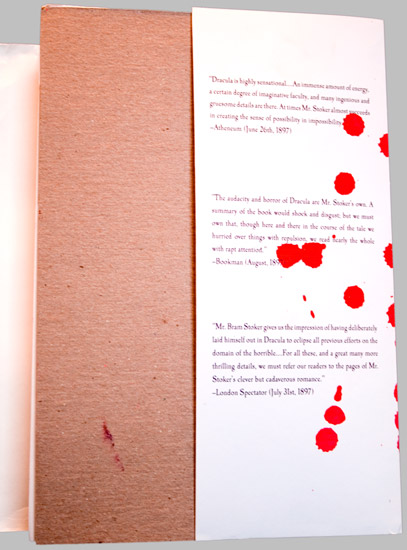 "Dracula is highly sensational....An immense amount of energy,
a certain degree of imaginative faculty, and many ingenious and
gruesome details are there. At times Mr. Stoker almost succeeds
in creating the sense of possibility in impossibility.
–Atheneum (June 26th, 1897)
"The audacity and horror of Dracula are Mr. Stoker's own. A
summary of the book would shock and disgust; but we must
own that, though here and there in the course of the tale we
hurried over things with repulsion, we read nearly the whole
with rapt attention."
–Bookman (August, 189
"Mr. Bram Stoker gives us the impression of having deliberately
laid himself out in Dracula to eclipse all previous efforts on the
domain of the horrible....For all these, and a great many more
thrilling details, we must refer our readers to the pages of Mr.
Stoker's clever but cadaverous romance."
–London Spectator (July 31st, 1897)